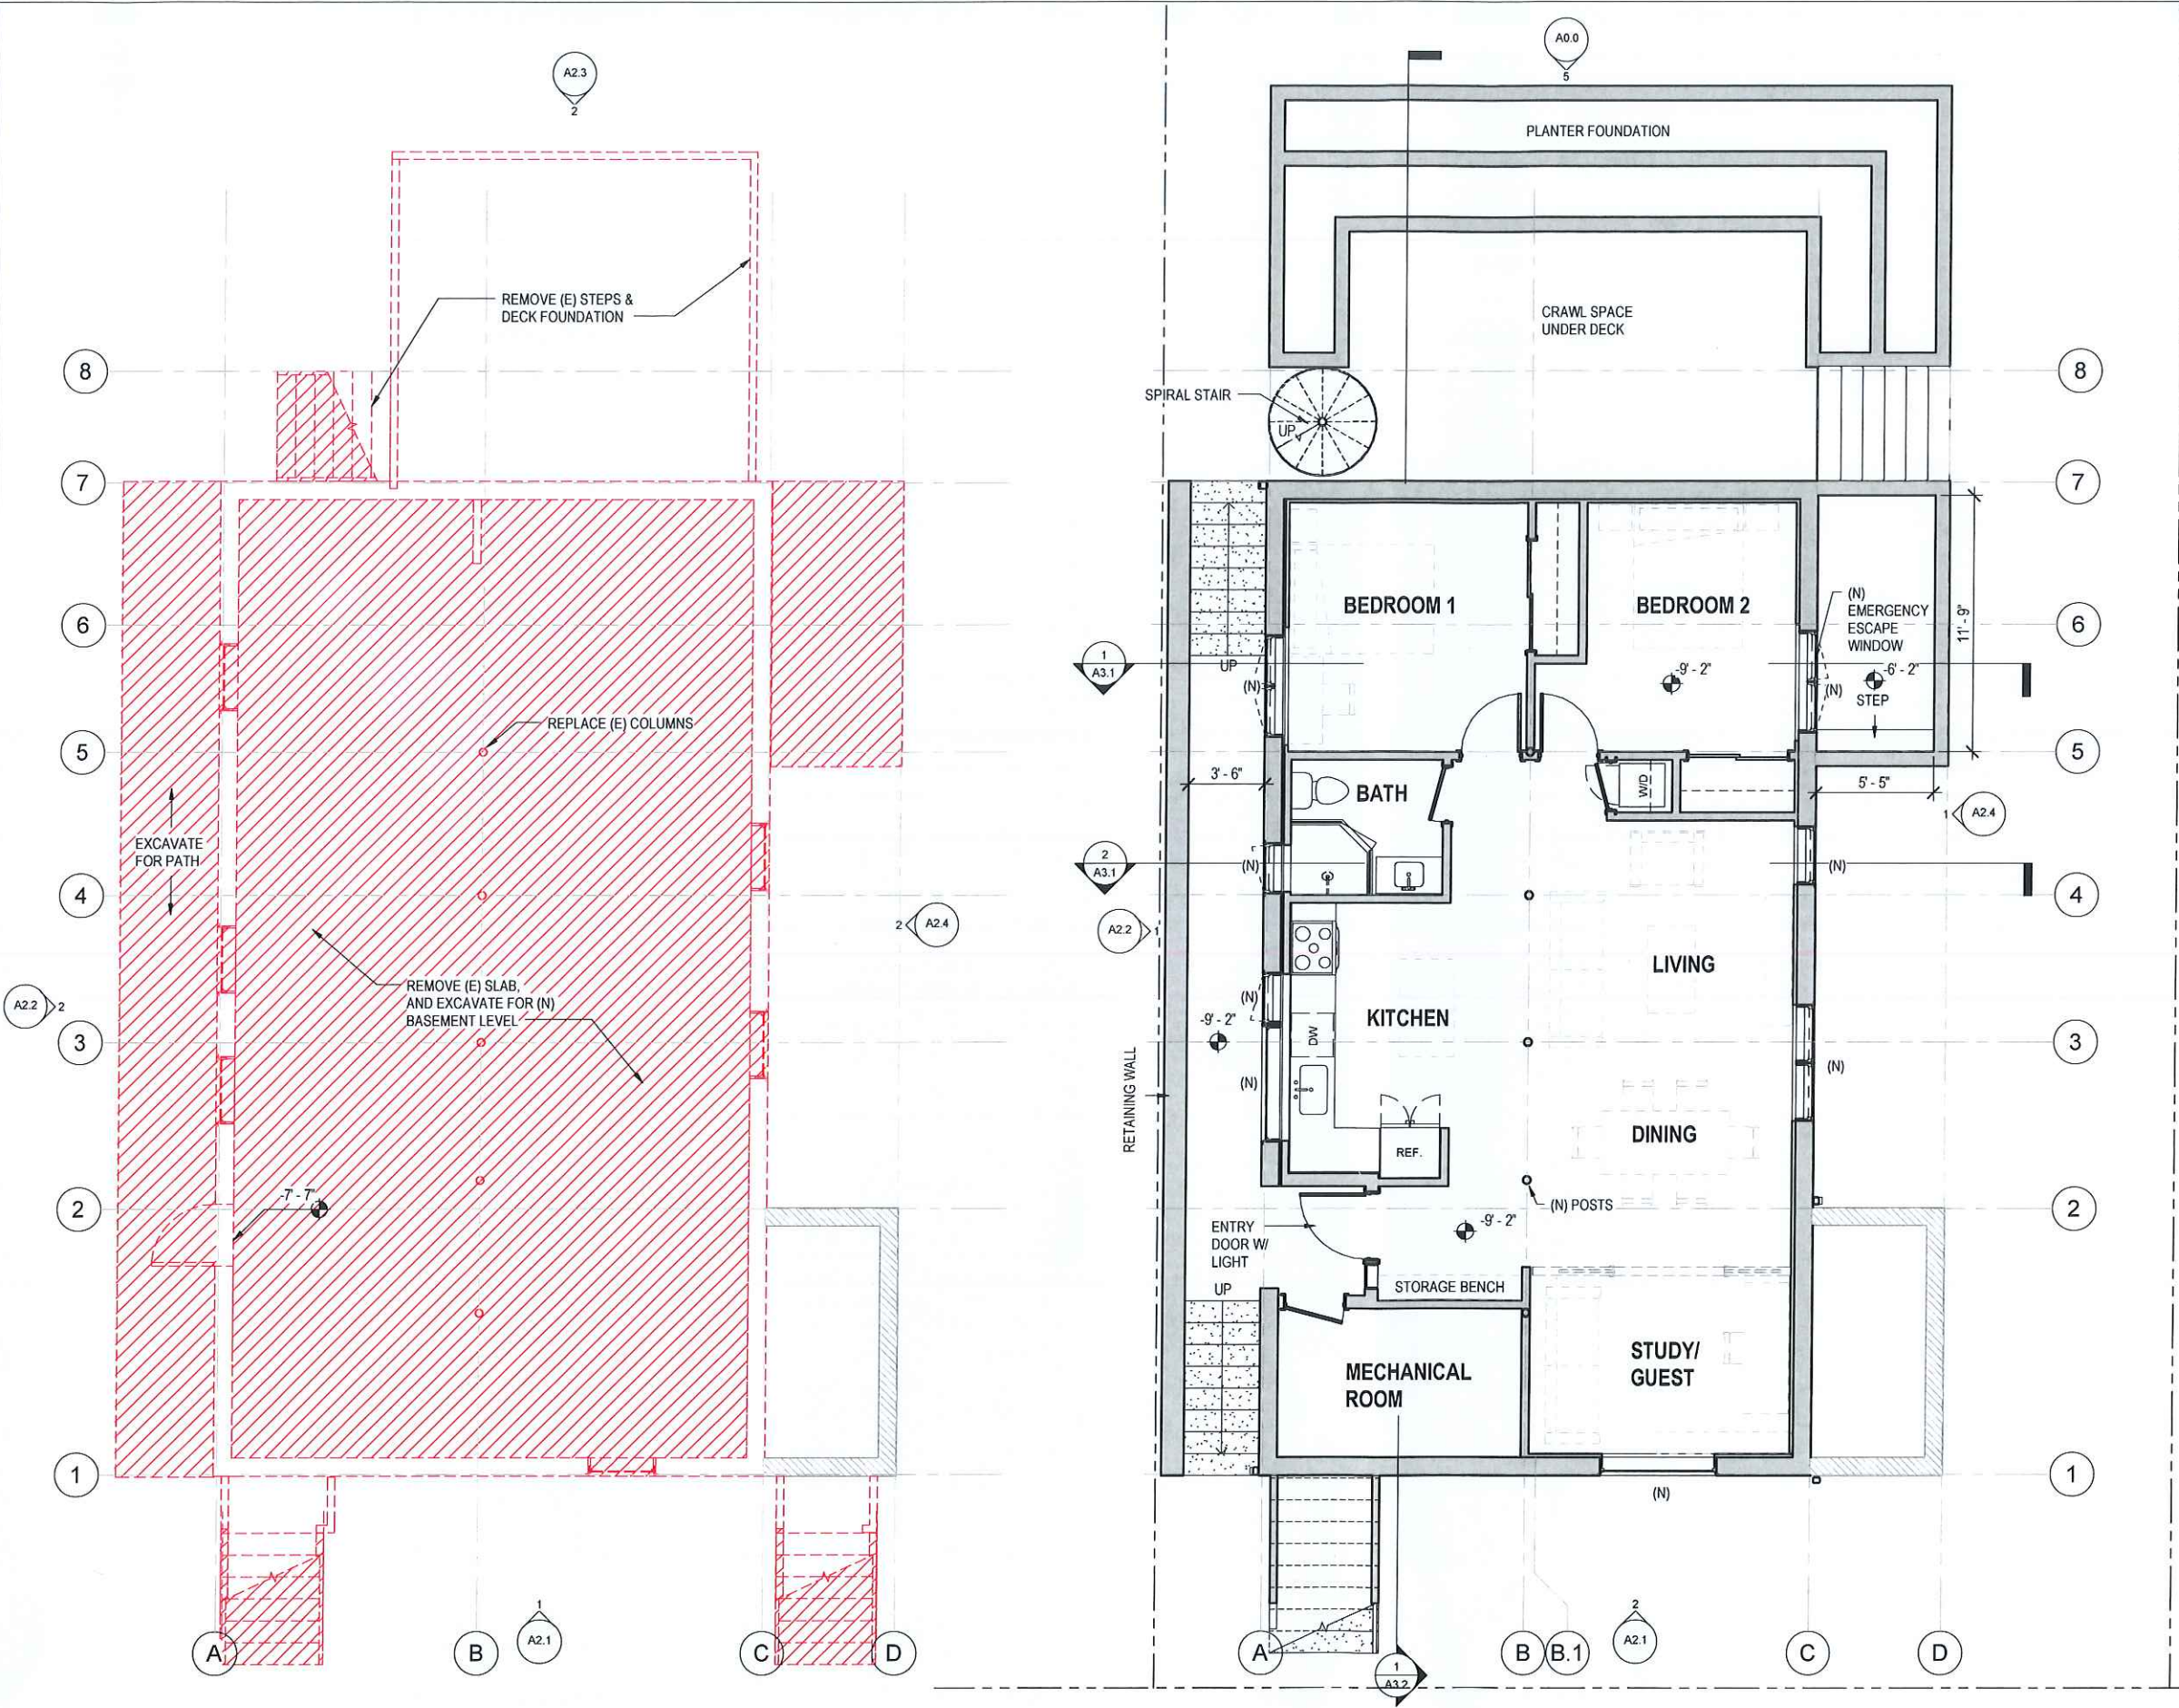 A2.3
2
REMOVE (E) STEPS &
DECK FOUNDATION
8
7
6
5
4
3
2
1
REPLACE (E) COLUMNS
EXCAVATE
FOR PATH
2
A2.4
REMOVE (E) SLAB,
AND EXCAVATE FOR (N)
BASEMENT LEVEL
A2.2
2
-7' - 7"
A
B
1
A2.1
C
D
A0.0
5
PLANTER FOUNDATION
CRAWL SPACE
UNDER DECK
SPIRAL STAIR
UP
8
7
BEDROOM 1
BEDROOM 2
(N)
EMERGENCY
ESCAPE
WINDOW
11' - 9"
6
1
A3.1
UP
(N)
-9' - 2"
(N)
-6' - 2"
STEP
5
3' - 6"
BATH
W/D
5' - 5"
1
A2.4
2
A3.1
(N)
(N)
4
A2.2
1
LIVING
KITCHEN
(N)
-9' - 2"
DW
3
(N)
(N)
RETAINING WALL
DINING
REF.
(N) POSTS
2
ENTRY
DOOR W/
LIGHT
-9' - 2"
UP
STORAGE BENCH
MECHANICAL
ROOM
STUDY/
GUEST
1
(N)
A
1
A3.2
B
B.1
2
A2.1
C
D